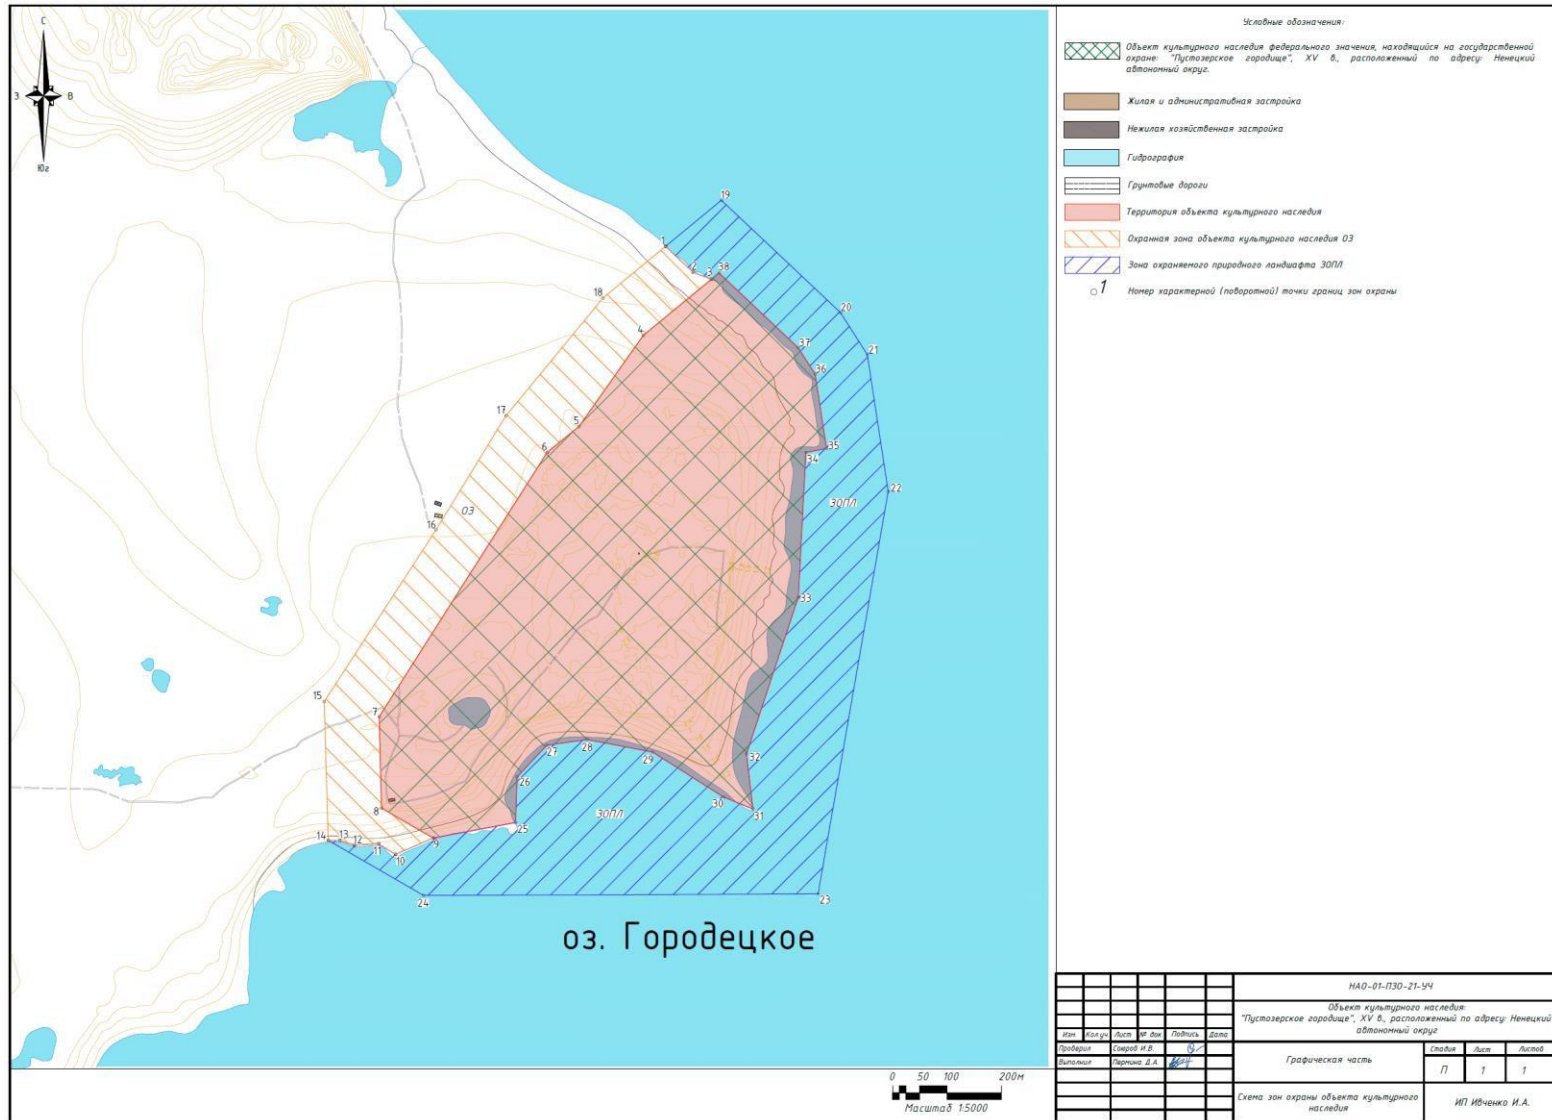 С
З
В
Юг
19
1
2
3
38
18
20
4
37
21
36
17
5
35
6
34
22
ЗОПЛ
ОЗ
16
33
15
7
27
28
29
32
26
8
30
31
ЗОПЛ
25
14
13
12
9
11
10
24
23
оз. Городецкое
0 50 100 200м
Масштаб 1:5000
Условные обозначения:
Объект культурного наследия федерального значения, находящийся на государственной
охране: "Пустозерское городище", XV в., расположенный по адресу: Ненецкий
автономный округ.
Жилая и административная застройка
Нежилая хозяйственная застройка
Гидрография
Грунтовые дороги
Территория объекта культурного наследия
Охранная зона объекта культурного наследия ОЗ
Зона охраняемого природного ландшафта ЗОПЛ
1 Номер характерной (поворотной) точки границ зон охраны
НАО-01-ПЗО-21-УЧ
Объект культурного наследия:
"Пустозерское городище", XV в., расположенный по адресу: Ненецкий
автономный округ
Изм Кол.уч Лист № док Подпись Дата
Проверил И.В.
Выполнил Пермина Д.А.
Графическая часть
Стадия Лист Листов
П 1 1
Схема зон охраны объекта культурного
наследия
ИП Ивченко И.А.